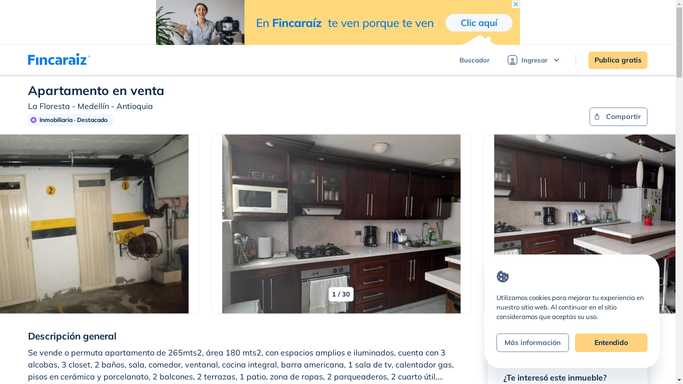 En Fincaraíz te ven porque te ven
Clic aquí
Fincaraíz
Buscador
Ingresar
Publica gratis
Apartamento en venta
La Floresta - Medellín - Antioquia
Inmobiliaria · Destacado
Compartir
2
1
1 / 30
Utilizamos cookies para mejorar tu experiencia en
nuestro sitio web. Al continuar en el sitio
consideramos que aceptas su uso.
Más información
Entendido
Descripción general
Se vende o permuta apartamento de 265mts2, área 180 mts2, con espacios amplios e iluminados, cuenta con 3
alcobas, 3 closet, 2 baños, sala, comedor, ventanal, cocina integral, barra americana, 1 sala de tv, calentador gas,
pisos en cerámica y porcelanato, 2 balcones, 2 terrazas, 1 patio, zona de ropas, 2 parqueaderos, 2 cuarto útil,...
¿Te interesó este inmueble?